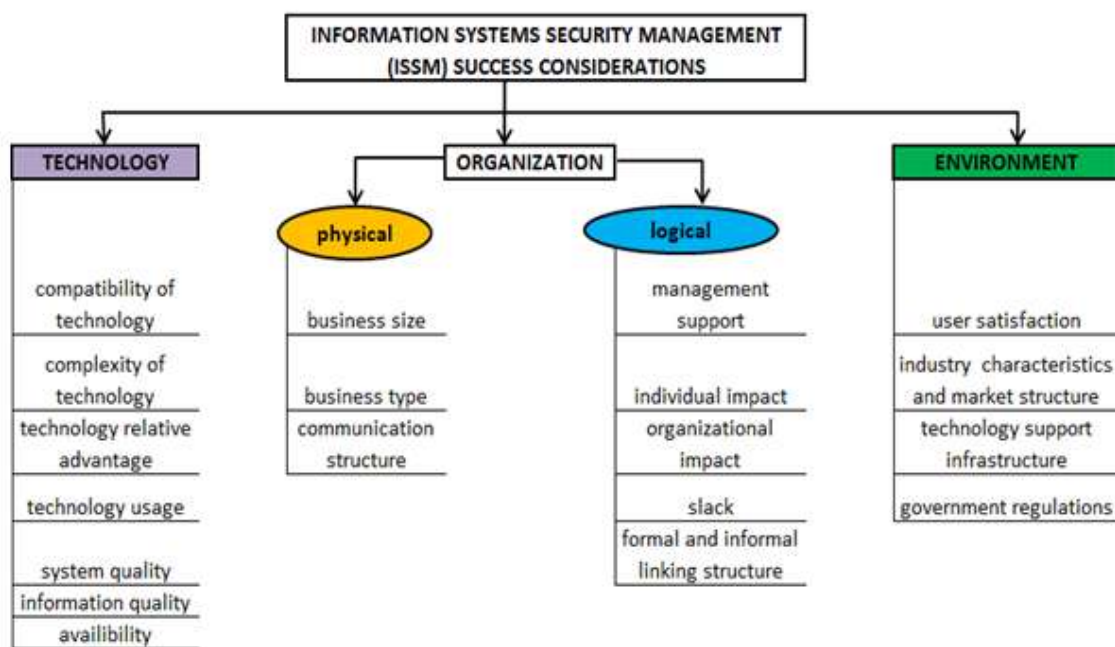 INFORMATION SYSTEMS SECURITY MANAGEMENT
(ISSM) SUCCESS CONSIDERATIONS
TECHNOLOGY
compatibility of
technology
complexity of
technology
technology relative
advantage
technology usage
system quality
information quality
availibility
ORGANIZATION
physical
business size
business type
communication
structure
logical
management
support
individual impact
organizational
impact
slack
formal and informal
linking structure
ENVIRONMENT
user satisfaction
industry characteristics
and market structure
technology support
infrastructure
government regulations